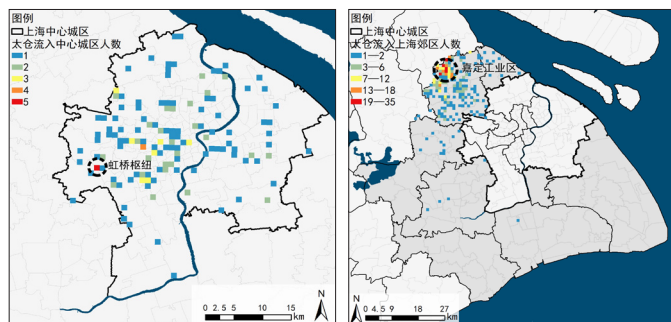 图例
上海中心城区
太仓流入中心城区人数
1
2
3
4
5
虹桥枢纽
N
0 2.5 5 10 15
km
图例
上海中心城区
太仓流入上海郊区人数
1—2
3—6
7—12
13—18
19—35
嘉定工业区
N
0 4.5 9 18 27
km